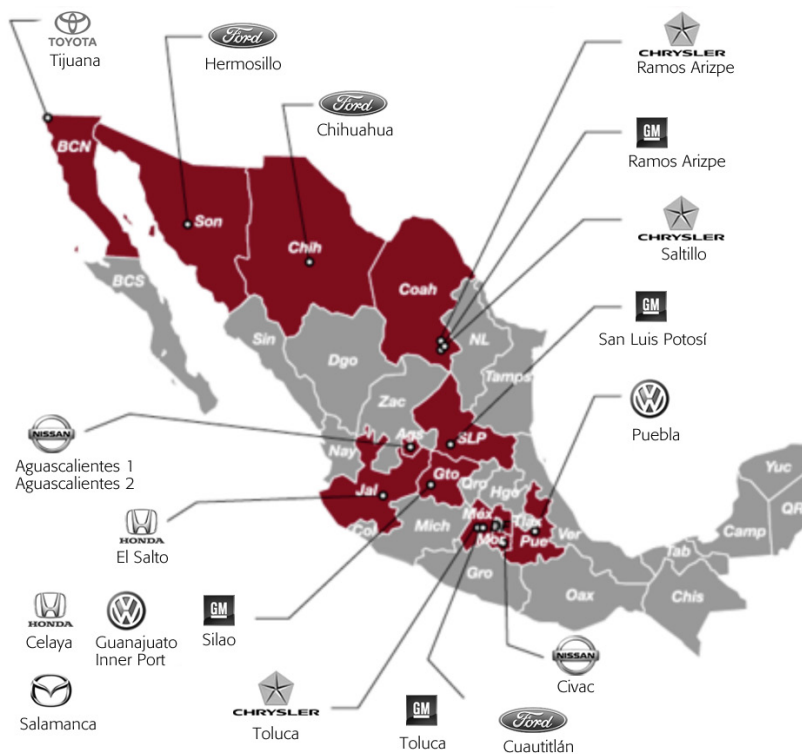 TOYOTA
Tijuana
Ford
Hermosillo
Ford
Chihuahua
CHRYSLER
Ramos Arizpe
GM
Ramos Arizpe
CHRYSLER
Saltillo
GM
San Luis Potosí
Puebla
BCN
Son
Chih
Coah
BCS
Sin
Dgo
NL
Tamps
Zac
Ags
SLP
Nay
Jal
Gto
Qro
Hgo
Col
Mich
Méx
Mor
Tlax
Pue
Ver
Gro
Oax
Tab
Chis
Camp
Yuc
QR
NISSAN
Aguascalientes 1
Aguascalientes 2
HONDA
El Salto
HONDA
Celaya
Guanajuato
Inner Port
GM
Silao
Salamanca
CHRYSLER
Toluca
GM
Toluca
Ford
Cuautitlán
NISSAN
Civac